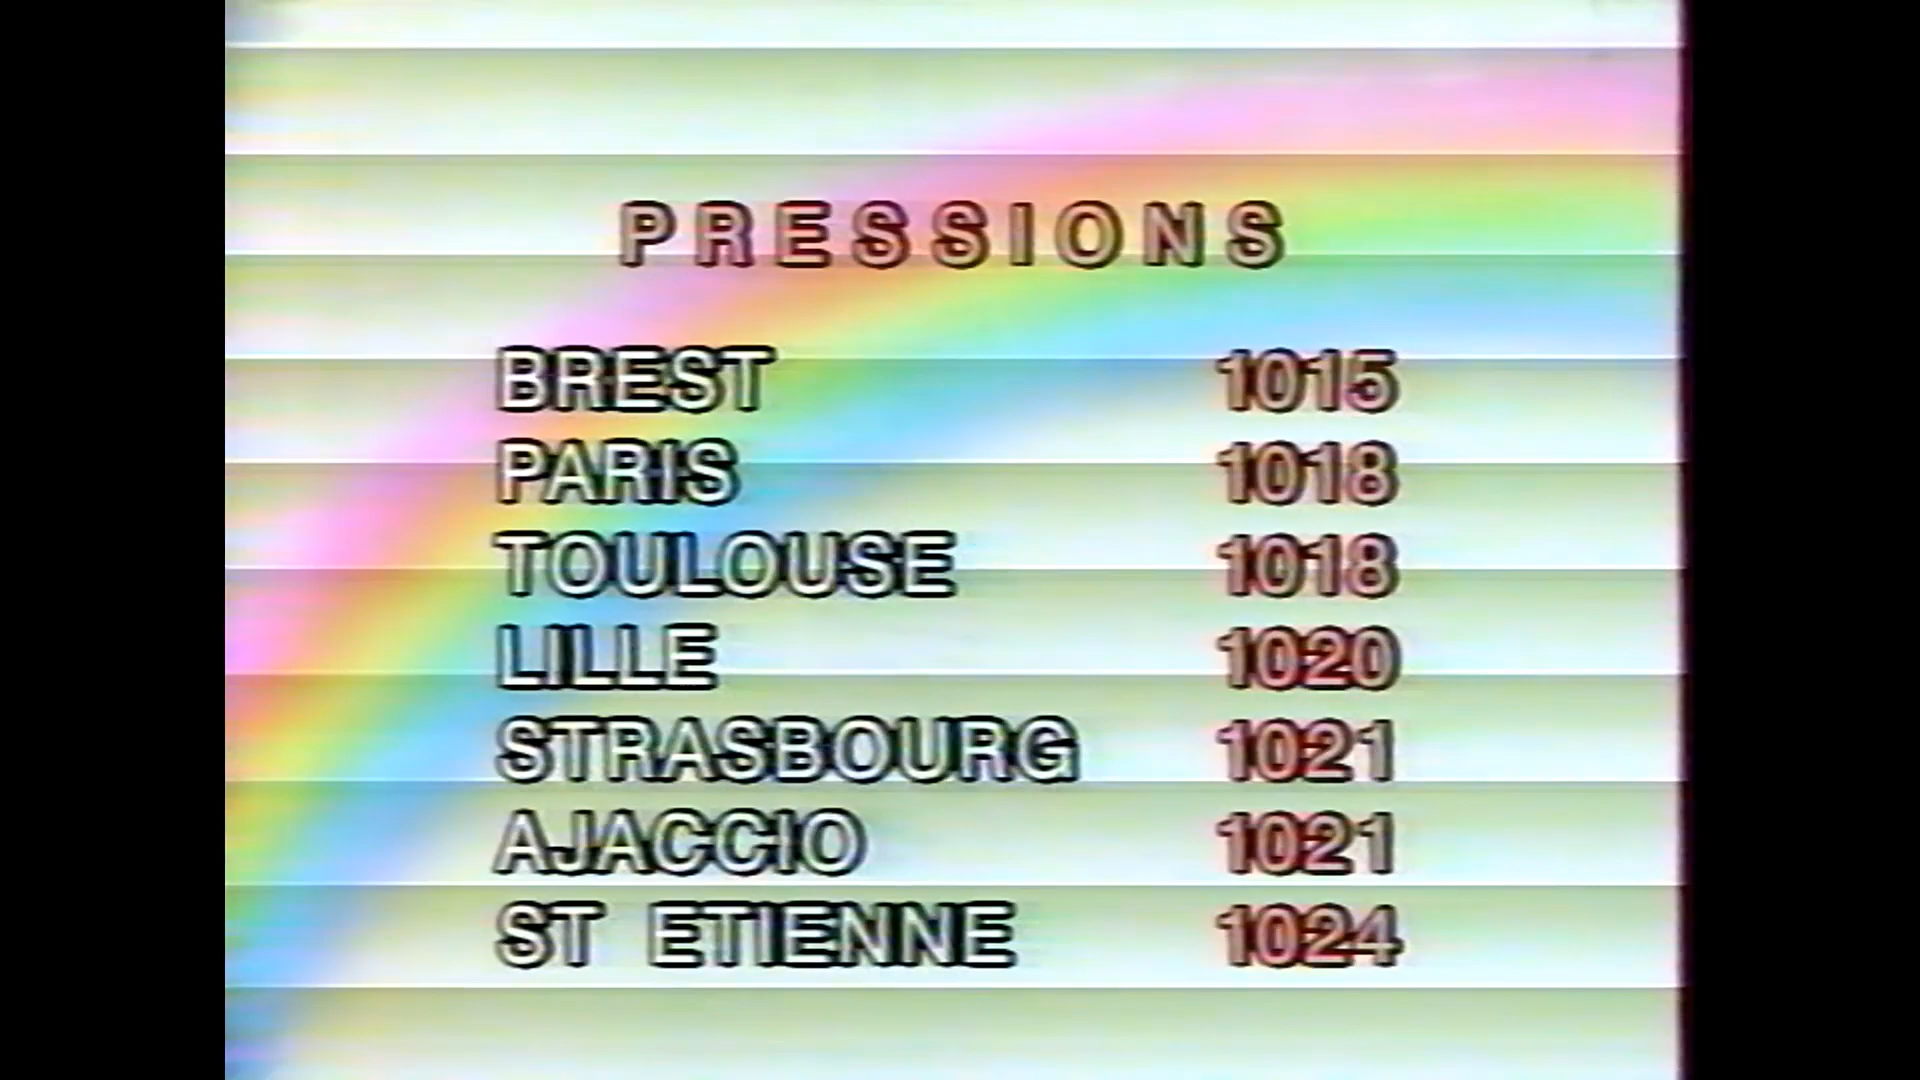 PRESSIONS
BREST 1015
PARIS 1018
TOULOUSE 1018
LILLE 1020
STRASBOURG 1021
AJACCIO 1021
ST ETIENNE 1024